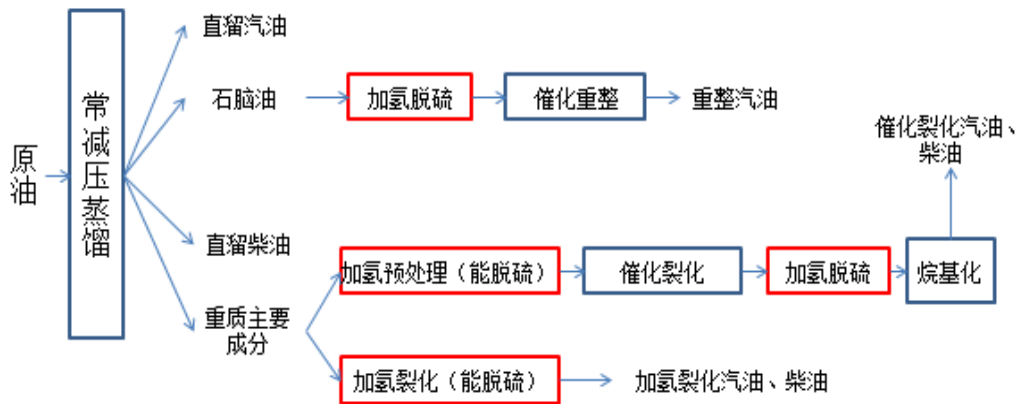 直留汽油
石脑油
加氢脱硫
催化重整
重整汽油
催化裂化汽油、
柴油
原
油
常
减
压
蒸
馏
直留柴油
加氢预处理（能脱硫）
催化裂化
加氢脱硫
烷基化
重质主要
成分
加氢裂化（能脱硫）
加氢裂化汽油、柴油